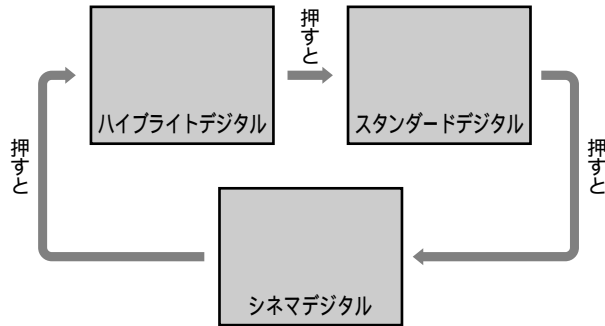 押すと
ハイブライトデジタル
スタンダードデジタル
押すと
押すと
シネマデジタル